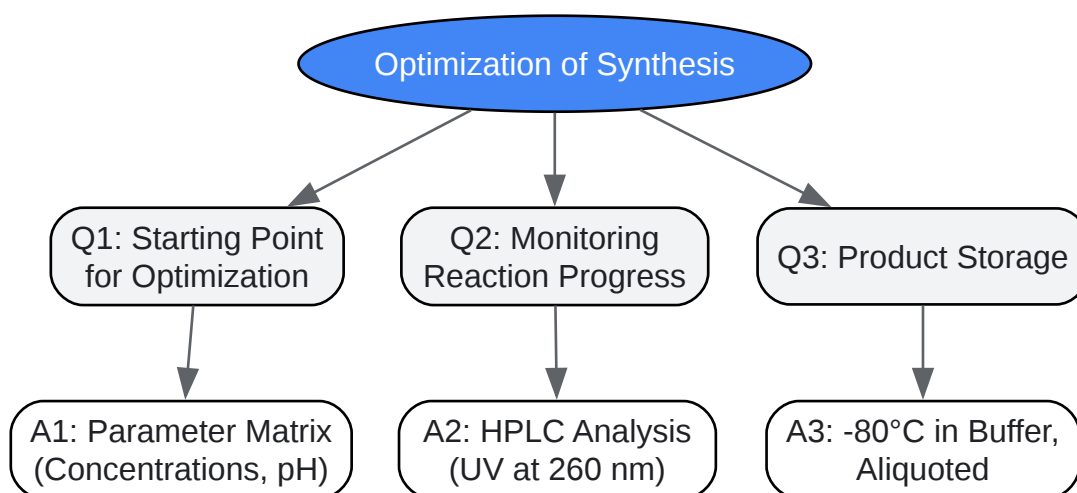 Optimization of Synthesis
Q1: Starting Point
for Optimization
Q2: Monitoring
Reaction Progress
Q3: Product Storage
A1: Parameter Matrix
(Concentrations, pH)
A2: HPLC Analysis
(UV at 260 nm)
A3: -80°C in Buffer,
Aliquoted